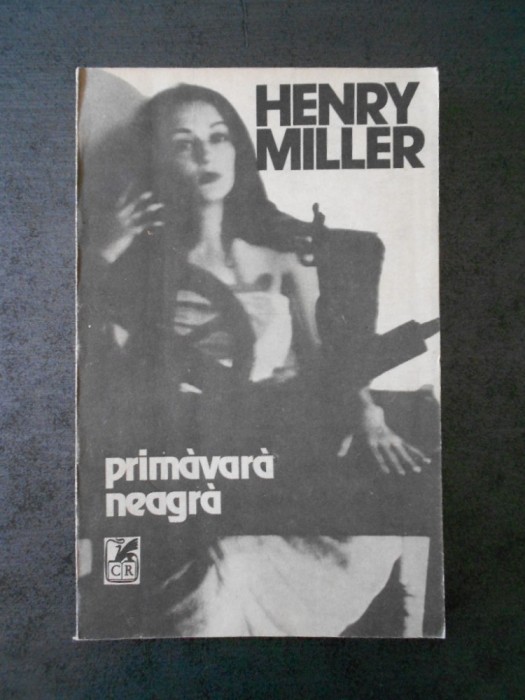 HENRY
MILLER
primàvarà
neagrà
CR